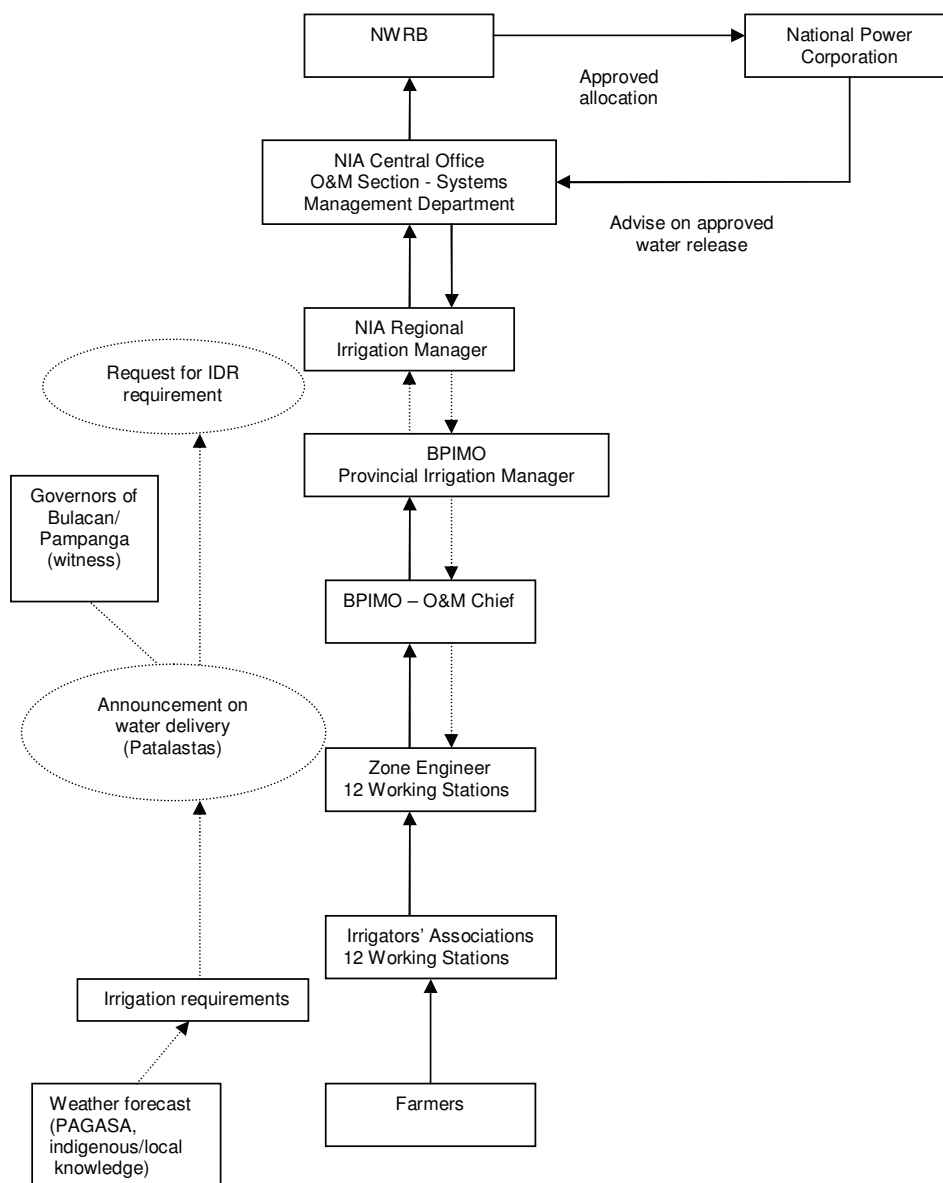 NWRB
National Power
Corporation
Approved
allocation
NIA Central Office
O&M Section - Systems
Management Department
Advise on approved
water release
NIA Regional
Irrigation Manager
Request for IDR
requirement
BPIMO
Provincial Irrigation Manager
Governors of
Bulacan/
Pampanga
(witness)
BPIMO – O&M Chief
Announcement on
water delivery
(Patalastas)
Zone Engineer
12 Working Stations
Irrigators’ Associations
12 Working Stations
Irrigation requirements
Weather forecast
(PAGASA,
indigenous/local
knowledge)
Farmers